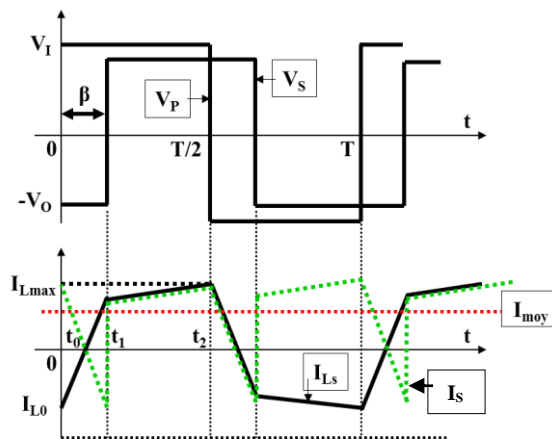 V_I
β
V_P
V_S
t
0
T/2
T
-V_O
I_Lmax
I_moy
t_0
t_1
t_2
t
0
I_L0
I_Ls
I_S